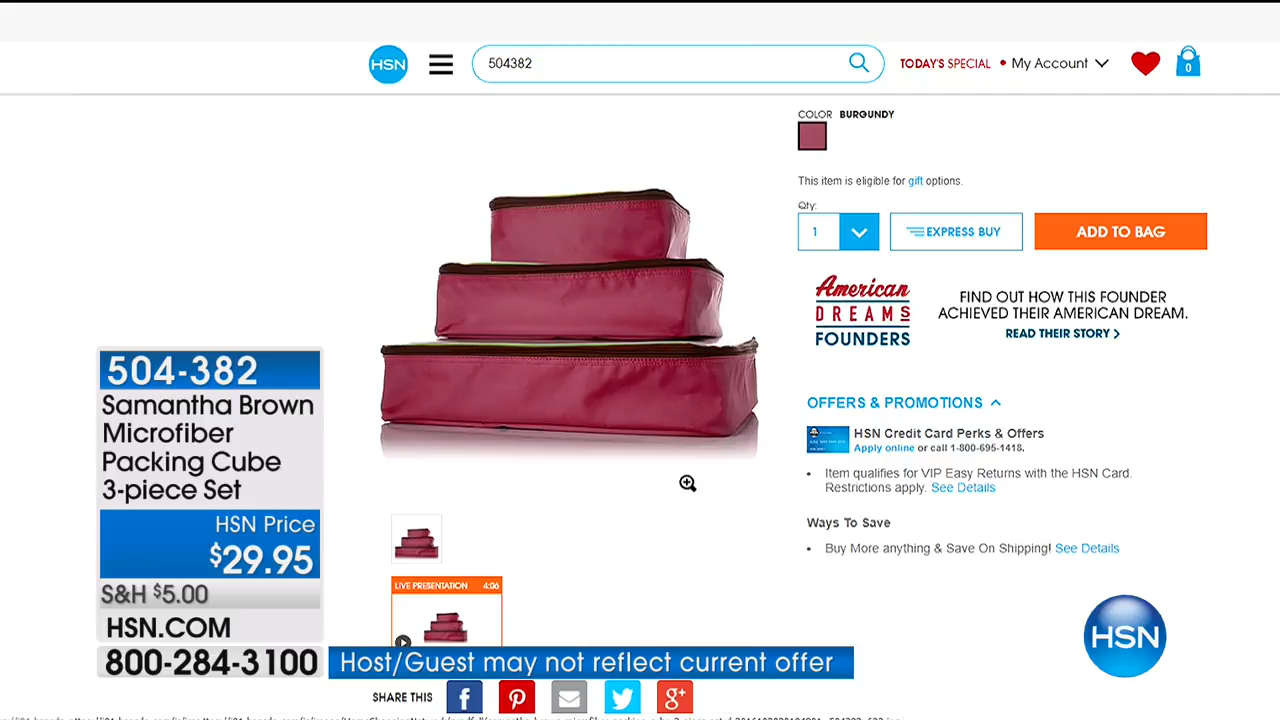 HSN
504382
TODAY'S SPECIAL
My Account
0
COLOR BURGUNDY
This item is eligible for gift options.
Qty:
1
EXPRESS BUY
ADD TO BAG
American
DREAMS
FOUNDERS
FIND OUT HOW THIS FOUNDER
ACHIEVED THEIR AMERICAN DREAM.
READ THEIR STORY >
OFFERS & PROMOTIONS
HSN Credit Card Perks & Offers
Apply online or call 1-800-695-1418.
• Item qualifies for VIP Easy Returns with the HSN Card.
Restrictions apply. See Details
Ways To Save
• Buy More anything & Save On Shipping! See Details
504-382
Samantha Brown
Microfiber
Packing Cube
3-piece Set
HSN Price
$29.95
S&H $5.00
HSN.COM
800-284-3100
LIVE PRESENTATION 4:06
Host/Guest may not reflect current offer
HSN
SHARE THIS
f
g+